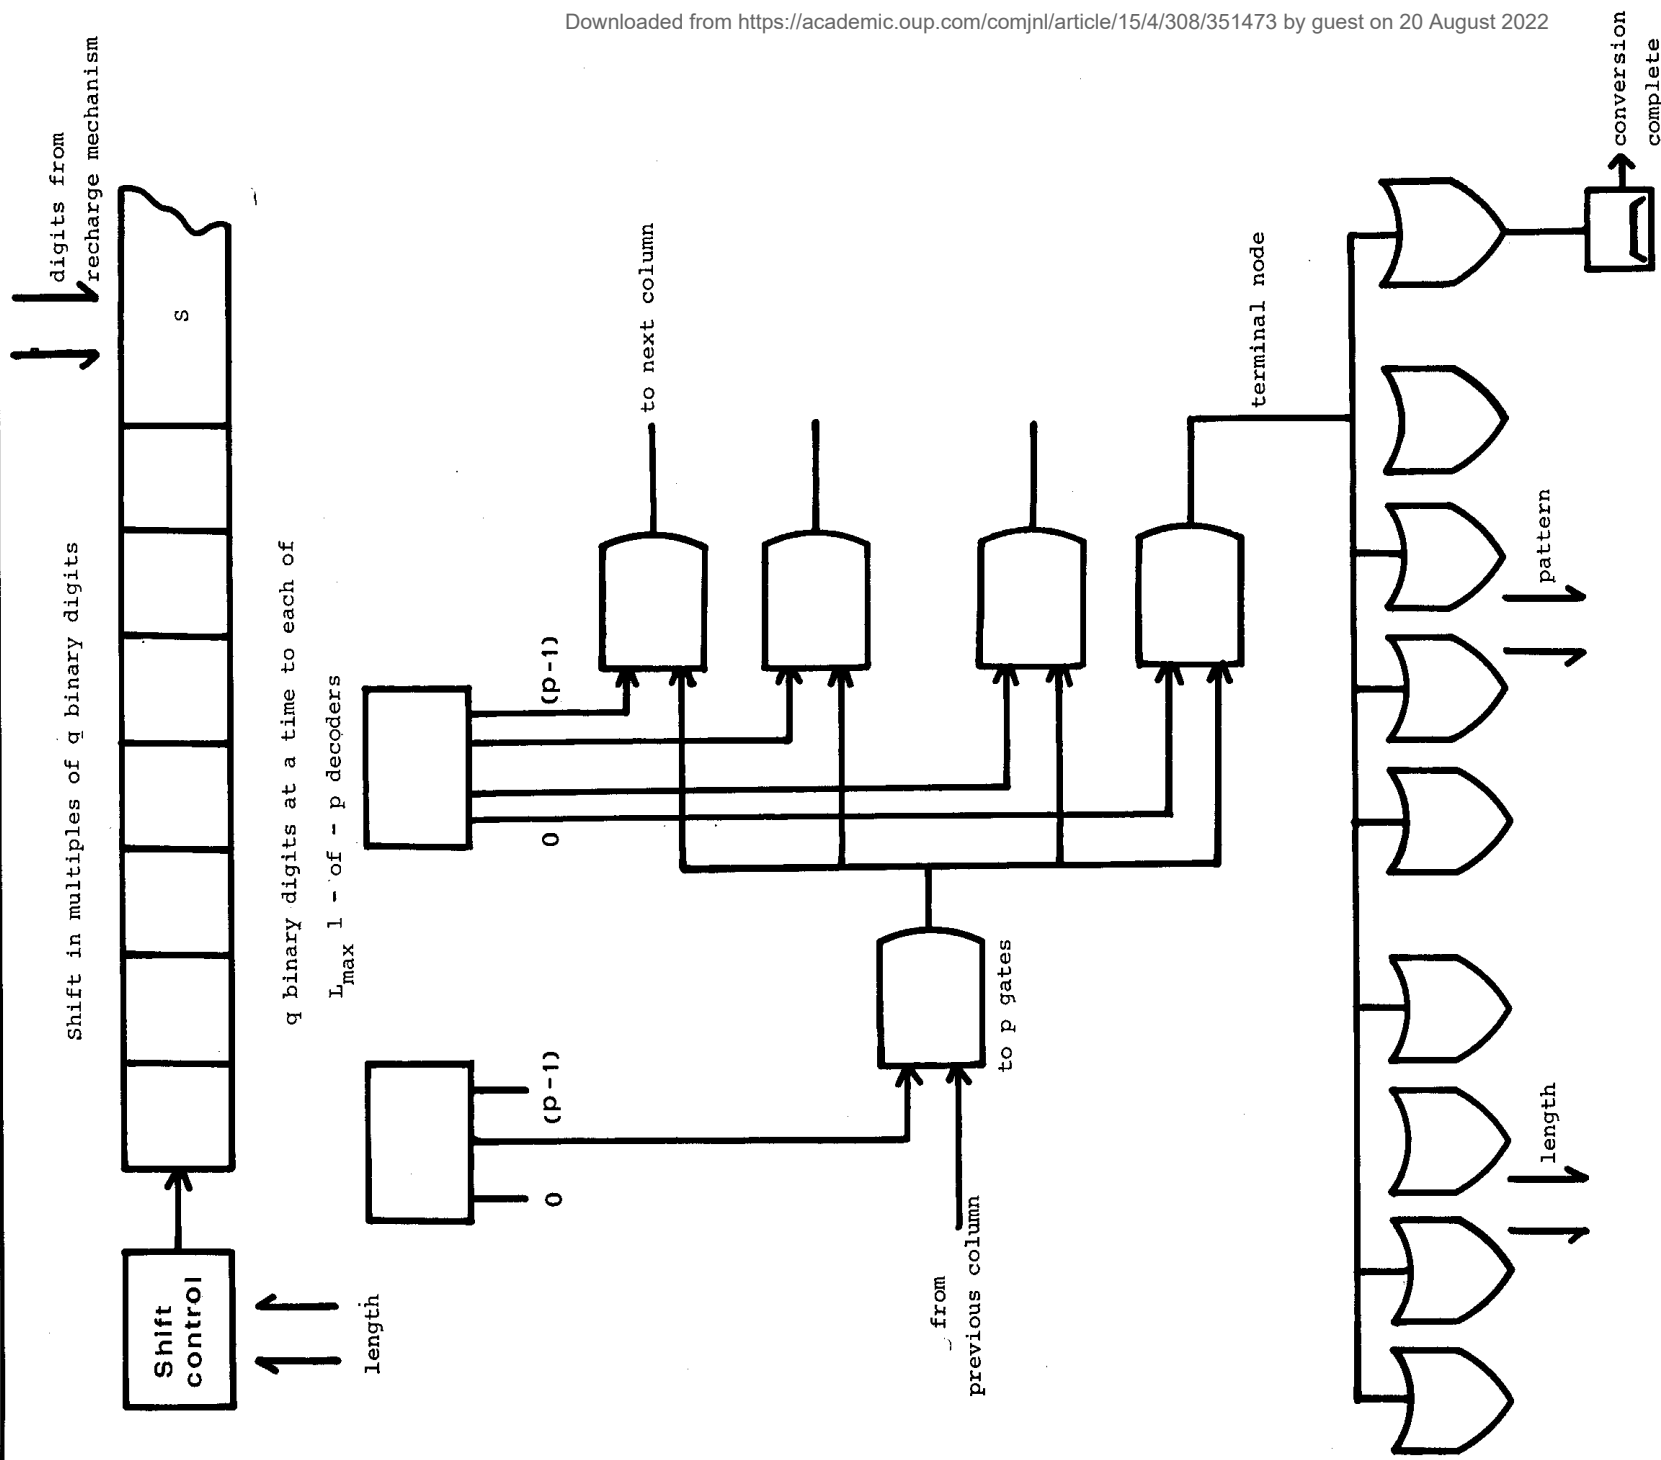 Downloaded from https://academic.oup.com/comjnl/article/15/4/308/351473 by guest on 20 August 2022
Shift in multiples of q binary digits
digits from
recharge mechanism
Shift
control
s
length
q binary digits at a time to each of
Lmax 1 - of - p decoders
0
(p-1)
0
(p-1)
to next column
from
previous column
to p gates
terminal node
length
pattern
conversion
complete